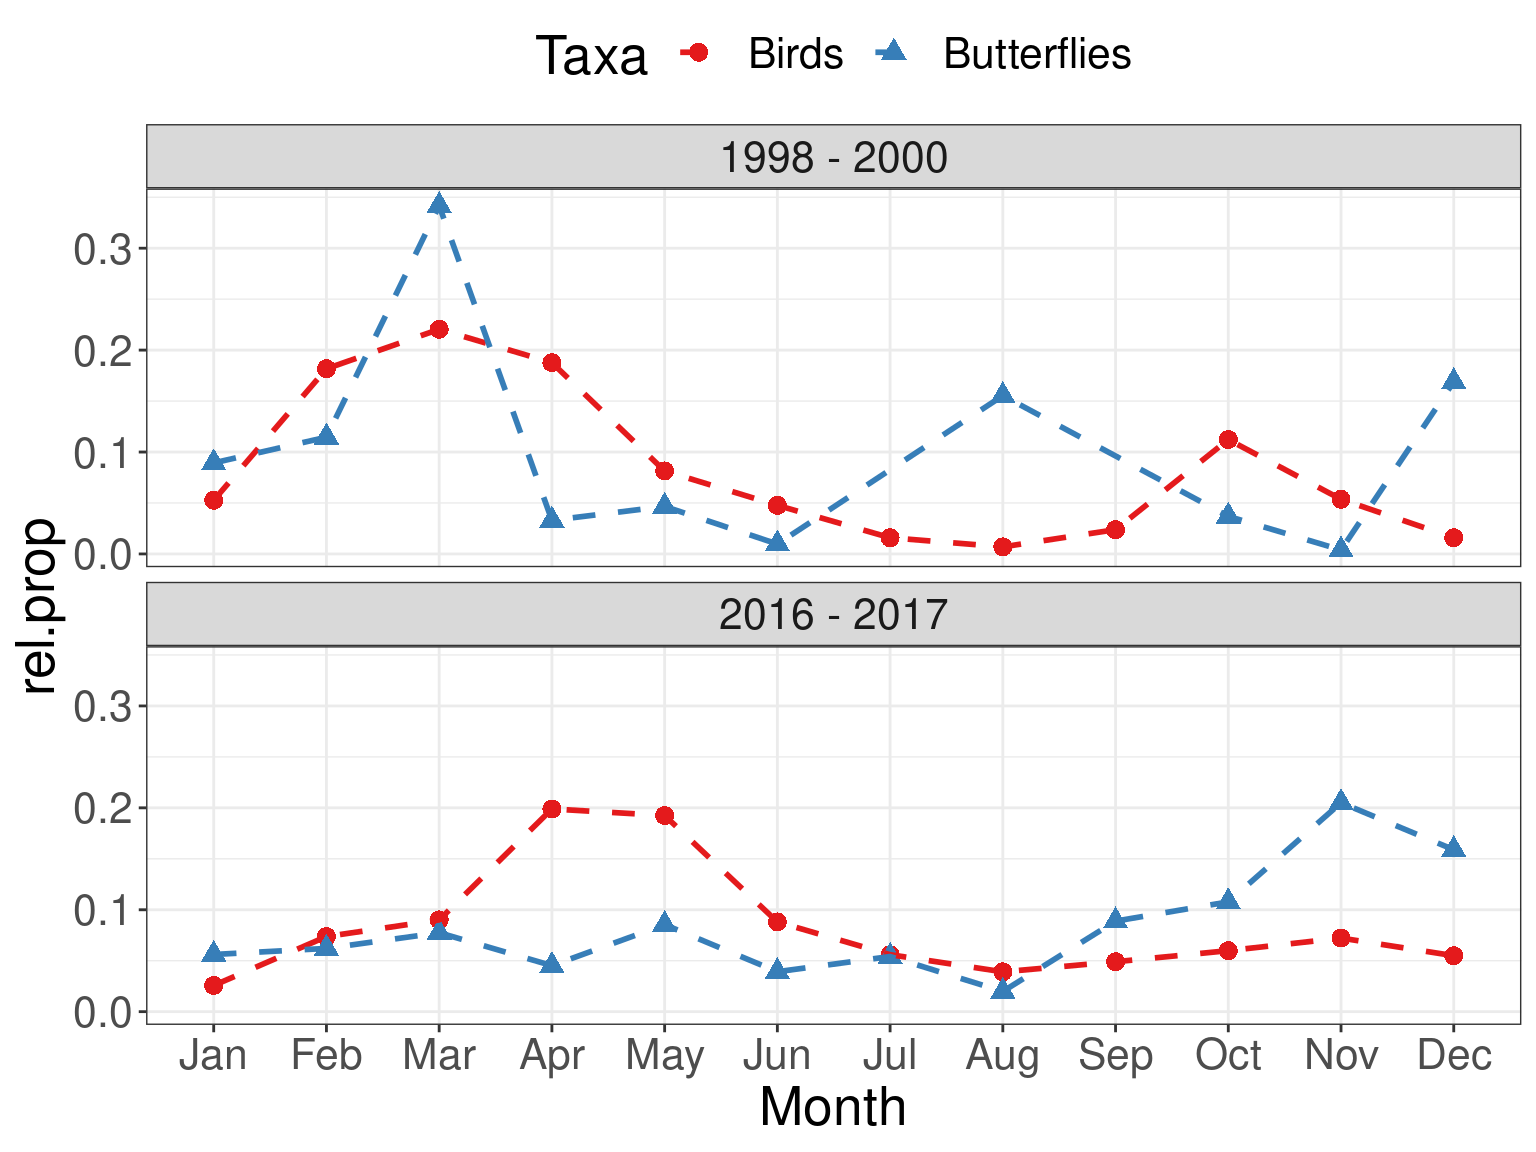 Taxa Birds Butterflies
1998 - 2000
0.3
0.2
0.1
0.0
2016 - 2017
0.3
0.2
0.1
0.0
rel.prop
Jan Feb Mar Apr May Jun Jul Aug Sep Oct Nov Dec
Month